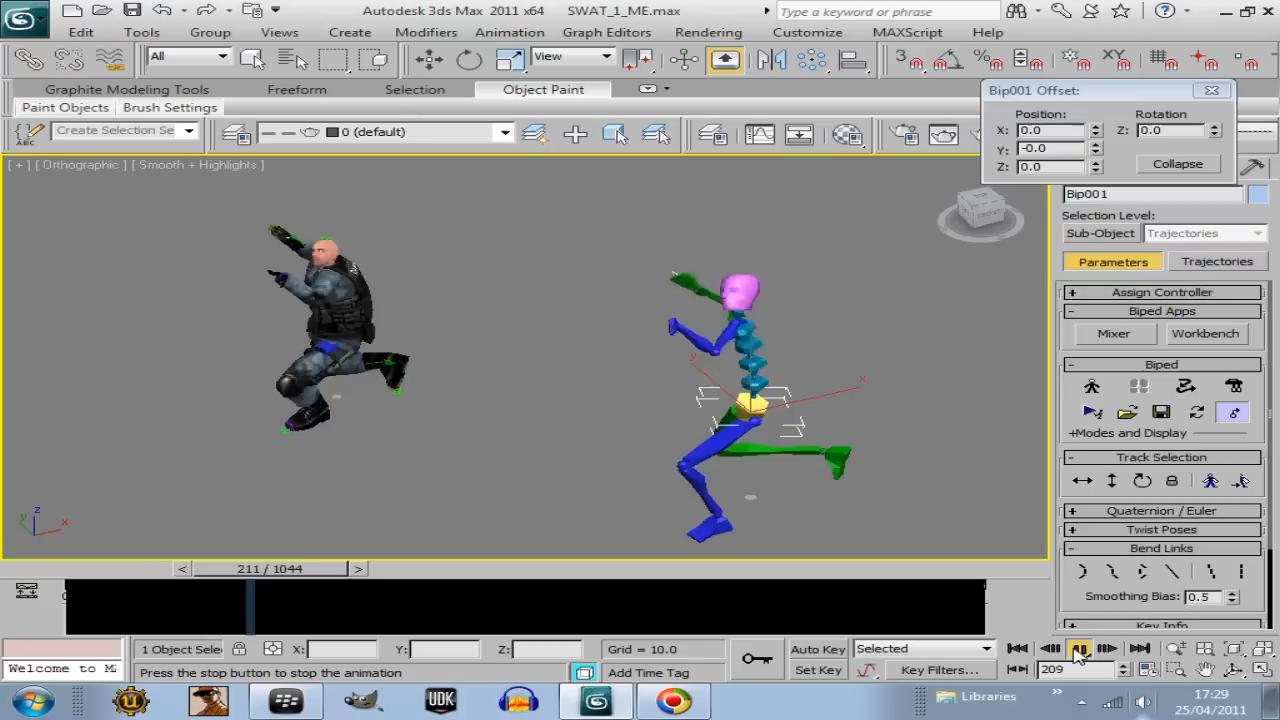 Autodesk 3ds Max 2011 x64 SWAT_1_ME.max
Type a keyword or phrase
Edit Tools Group Views Create Modifiers Animation Graph Editors Rendering Customize MAXScript Help
All View
Graphite Modeling Tools Freeform Selection Object Paint
Paint Objects Brush Settings
Create Selection Se 0 (default)
Bip001 Offset:
Position: Rotation
X: 0.0 Z: 0.0
Y: -0.0
Z: 0.0 Collapse
[ + ] [ Orthographic ] [ Smooth + Highlights ]
Bip001
Selection Level:
Sub-Object Trajectories
Parameters Trajectories
+ Assign Controller
- Biped Apps
Mixer Workbench
- Biped
+Modes and Display
- Track Selection
+ Quaternion / Euler
+ Twist Poses
- Bend Links
Smoothing Bias: 0.5
+ Key Info
y x
z
y x
< 211 / 1044 >
1 Object Sele X: Y: Z: Grid = 10.0 Auto Key Selected
Welcome to M Press the stop button to stop the animation Add Time Tag Set Key Key Filters... 209
UDK
Libraries »
17:29
25/04/2011